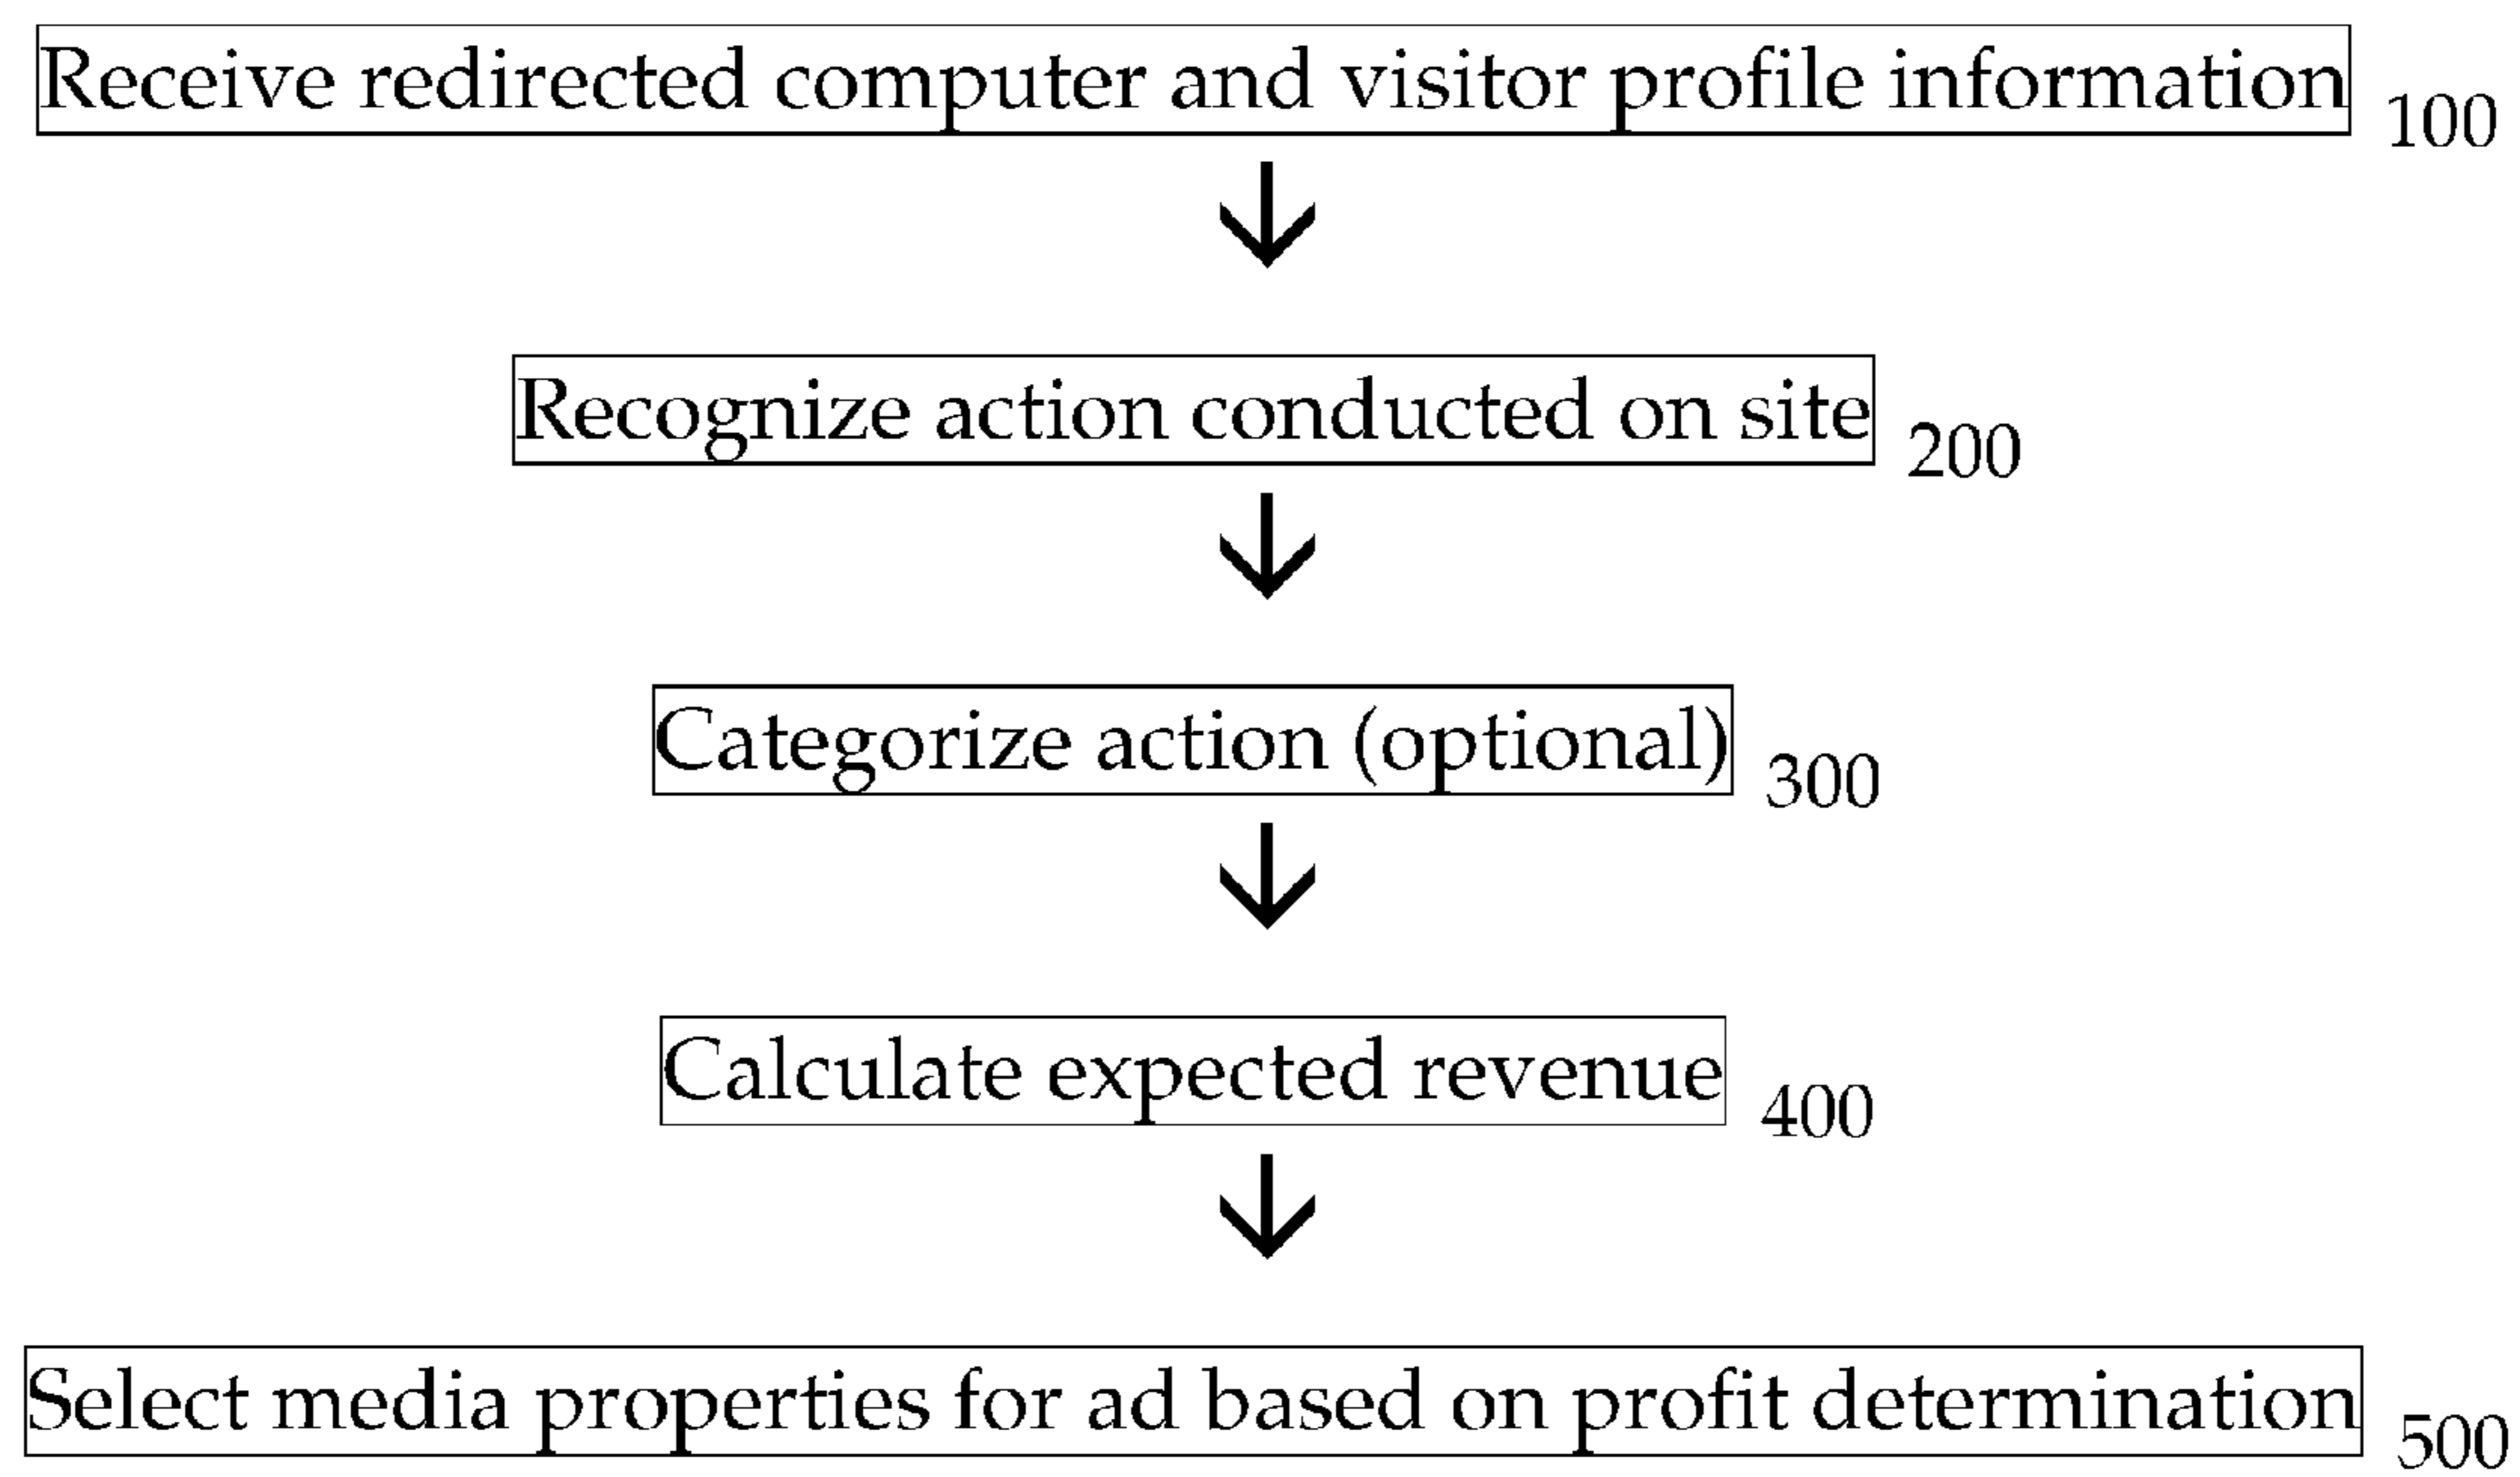 Receive redirected computer and visitor profile information 100
Recognize action conducted on site 200
Categorize action (optional) 300
Calculate expected revenue 400
Select media properties for ad based on profit determination 500